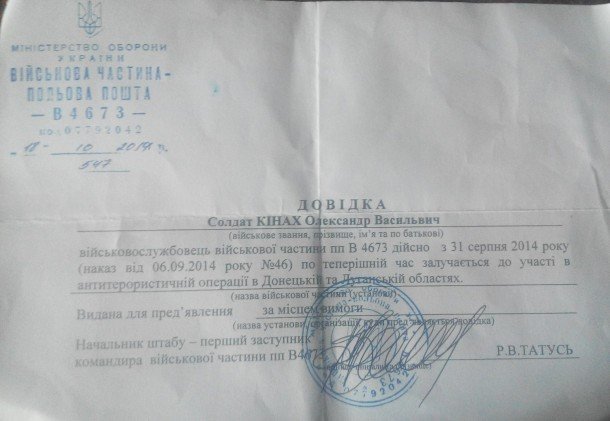 МІНІСТЕРСТВО ОБОРОНИ
УКРАЇНИ
ВІЙСЬКОВА ЧАСТИНА-
ПОЛЬОВА ПОШТА
— В4673 —
код 07792042
„ 18 " 10 2014 р.
547
ДОВІДКА
Солдат КІНАХ Олександр Васильвич
(військове звання, прізвище, ім'я та по батькові)
військовослужбовець військової частини пп В 4673 дійсно з 31 серпня 2014 року
(наказ від 06.09.2014 року №46) по теперішній час залучається до участі в
антитерористичній операції в Донецькій та Луганській областях.
(назва військової частини (установи)
Видана для пред'явлення за місцем вимоги
(назва установи, організації куди пред'являється довідка)
Начальник штабу – перший заступник
командира військової частини пп В4673 Р.В.ТАТУСЬ
07792042